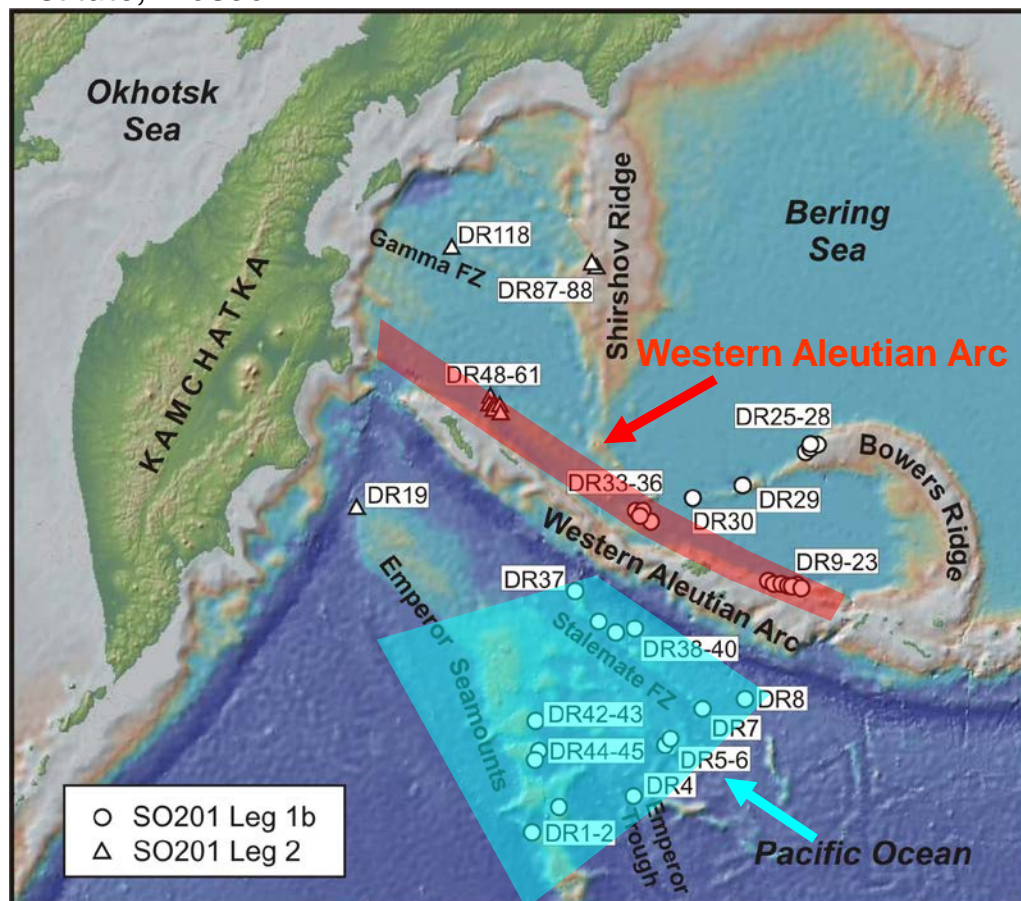 Okhotsk
Sea
KAMCHATKA
Gamma FZ
DR118
DR87-88
Shirshov Ridge
Bering
Sea
Western Aleutian Arc
DR48-61
DR25-28
Bowers Ridge
DR33-36
DR29
DR30
DR19
Western Aleutian Arc
DR9-23
DR37
Emperor Seamounts
Stalemate FZ
DR38-40
DR8
DR7
DR42-43
DR44-45
DR5-6
DR4
DR1-2
Emperor
Trough
Pacific Ocean
SO201 Leg 1b
SO201 Leg 2